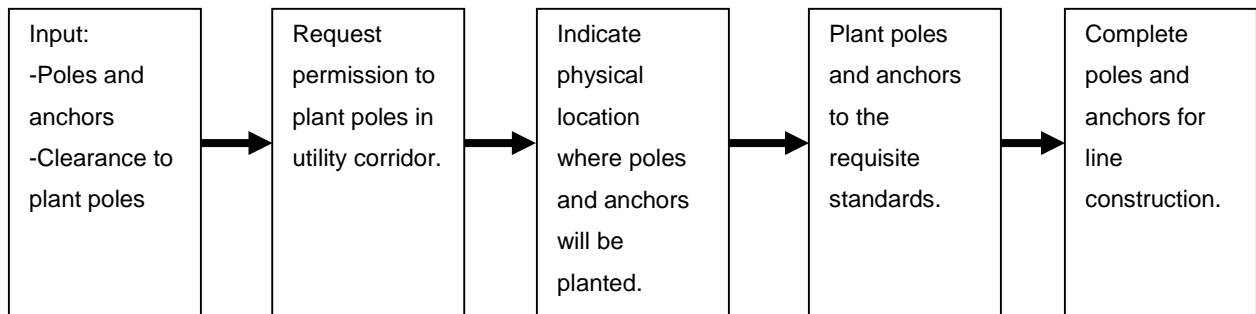 Input:
-Poles and
anchors
-Clearance to
plant poles
Request
permission to
plant poles in
utility corridor.
Indicate
physical
location
where poles
and anchors
will be
planted.
Plant poles
and anchors
to the
requisite
standards.
Complete
poles and
anchors for
line
construction.